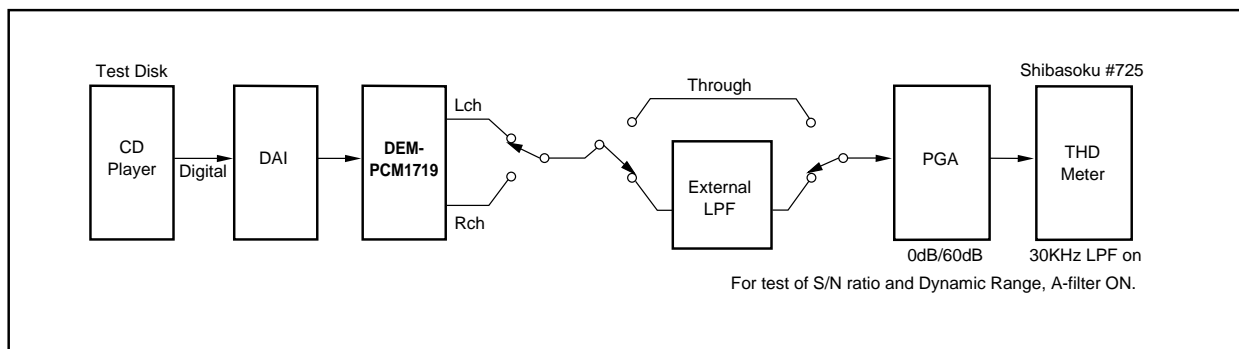 Test Disk
CD
Player
Digital
DAI
DEM-
PCM1719
Lch
Rch
Through
External
LPF
PGA
0dB/60dB
Shibasoku #725
THD
Meter
30KHz LPF on
For test of S/N ratio and Dynamic Range, A-filter ON.